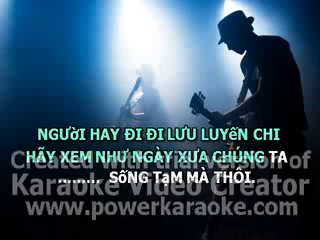 NGƯỜI HAY ĐI ĐI LƯU LUYẾN CHI
HÃY XEM NHƯ NGÀY XƯA CHÚNG TA
......... SỐNG TẠM MÀ THÔI
Created with trial version of
Karaoke Video Creator
www.powerkaraoke.com